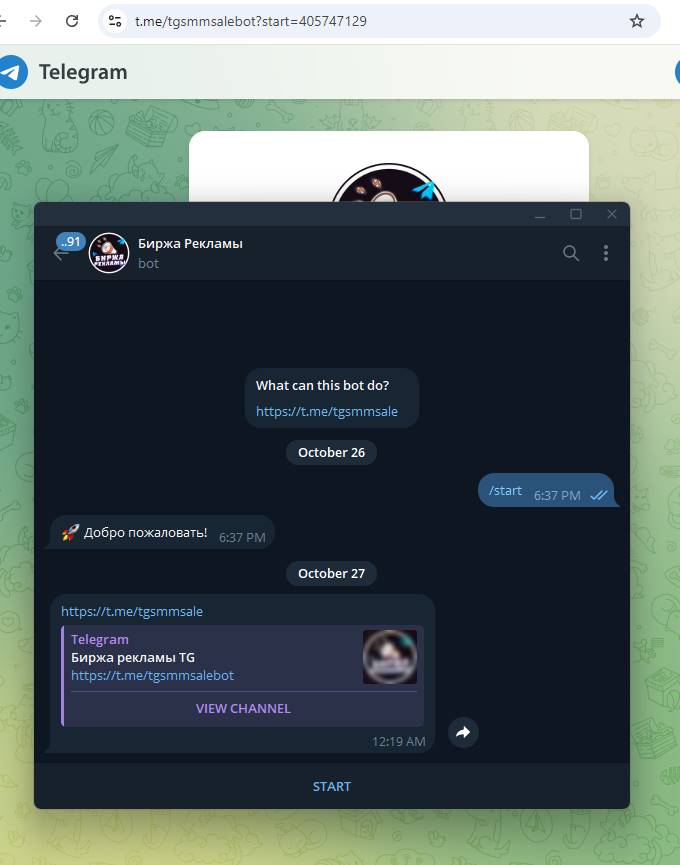 t.me/tgsmmsalebot?start=405747129
Telegram
..91
БИРЖА
РЕКЛАМЫ
Биржа Рекламы
bot
What can this bot do?
https://t.me/tgsmmsale
October 26
/start 6:37 PM
🚀 Добро пожаловать! 6:37 PM
October 27
https://t.me/tgsmmsale
Telegram
Биржа рекламы TG
https://t.me/tgsmmsalebot
VIEW CHANNEL
12:19 AM
START